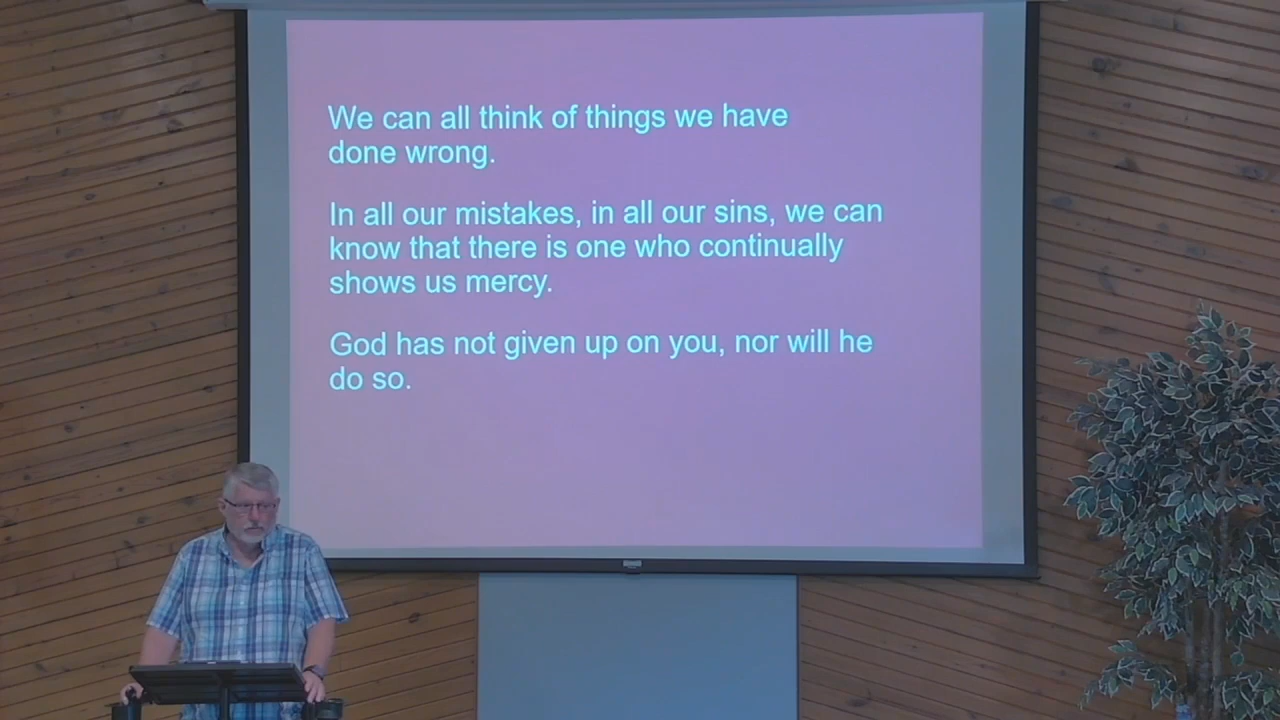 We can all think of things we have
done wrong.
In all our mistakes, in all our sins, we can
know that there is one who continually
shows us mercy.
God has not given up on you, nor will he
do so.